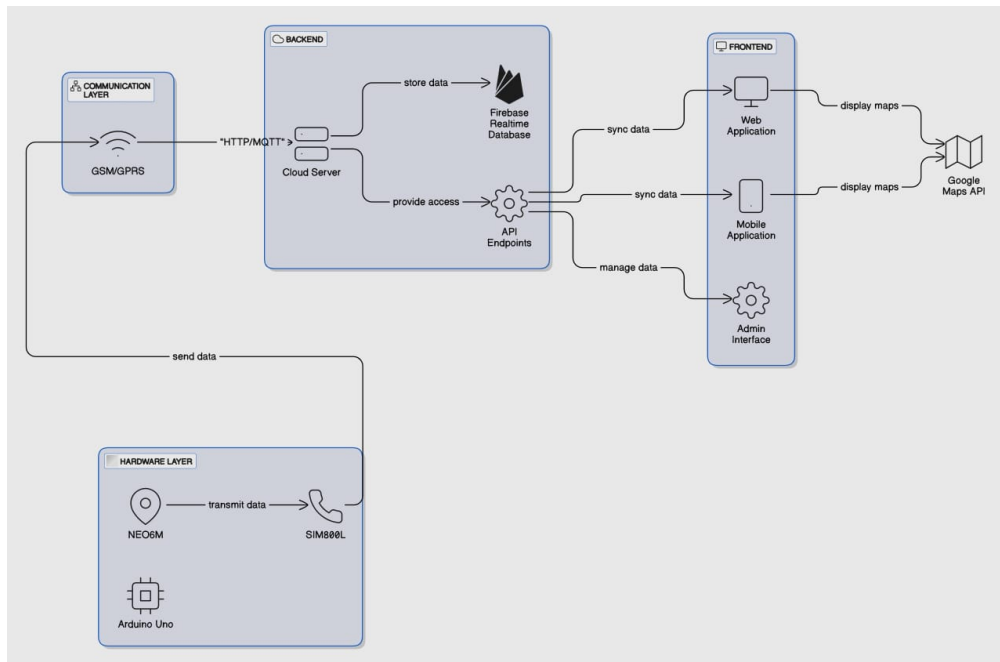 BACKEND
FRONTEND
COMMUNICATION
LAYER
store data
Firebase
Realtime
Database
sync data
Web
Application
display maps
GSM/GPRS
"HTTP/MQTT"
Cloud Server
provide access
API
Endpoints
sync data
Mobile
Application
display maps
Google
Maps API
manage data
Admin
Interface
send data
HARDWARE LAYER
NEO6M
transmit data
SIM800L
Arduino Uno